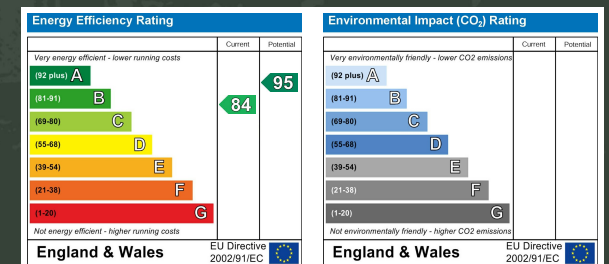 Energy Efficiency Rating
Current Potential
Very energy efficient - lower running costs
(92 plus) A
(81-91) B
(69-80) C
(55-68) D
(39-54) E
(21-38) F
(1-20) G
84
95
Not energy efficient - higher running costs
England & Wales
EU Directive
2002/91/EC
Environmental Impact (CO₂) Rating
Current Potential
Very environmentally friendly - lower CO2 emissions
(92 plus) A
(81-91) B
(69-80) C
(55-68) D
(39-54) E
(21-38) F
(1-20) G
Not environmentally friendly - higher CO2 emissions
England & Wales
EU Directive
2002/91/EC